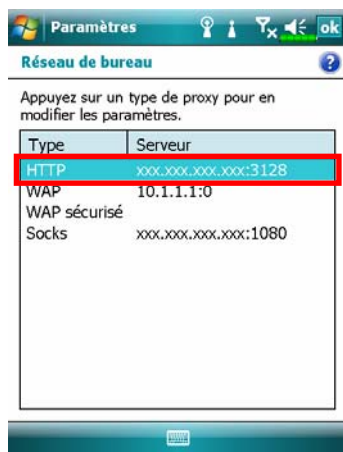 Paramètres ok
Réseau de bureau ?
Appuyez sur un type de proxy pour en
modifier les paramètres.
Type Serveur
HTTP xxx.xxx.xxx.xxx:3128
WAP 10.1.1.1:0
WAP sécurisé
Socks xxx.xxx.xxx.xxx:1080